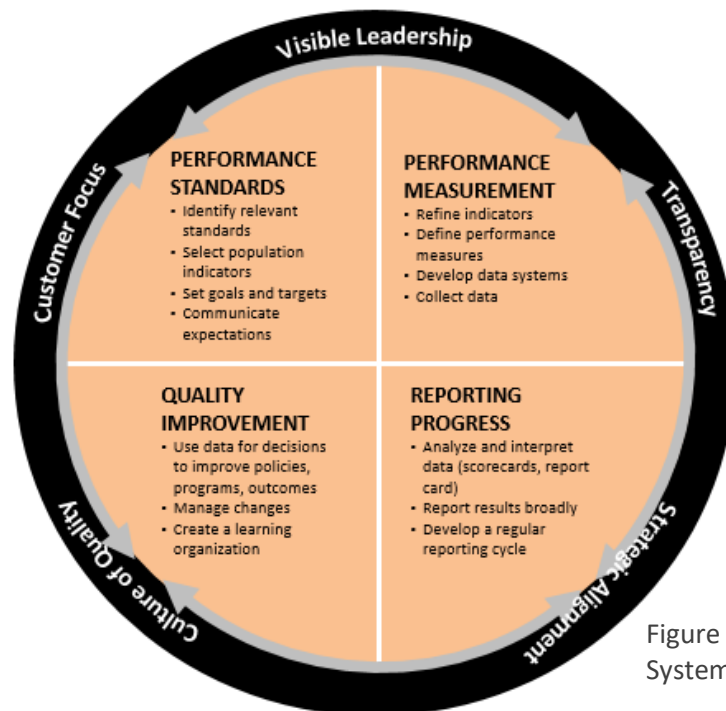 Visible Leadership
Customer Focus
Transparency
PERFORMANCE
STANDARDS
▪ Identify relevant
standards
▪ Select population
indicators
▪ Set goals and targets
▪ Communicate
expectations
PERFORMANCE
MEASUREMENT
▪ Refine indicators
▪ Define performance
measures
▪ Develop data systems
▪ Collect data
QUALITY
IMPROVEMENT
▪ Use data for decisions
to improve policies,
programs, outcomes
▪ Manage changes
▪ Create a learning
organization
REPORTING
PROGRESS
▪ Analyze and interpret
data (scorecards, report
card)
▪ Report results broadly
▪ Develop a regular
reporting cycle
Culture of Quality
Strategic Alignment
Figure
System